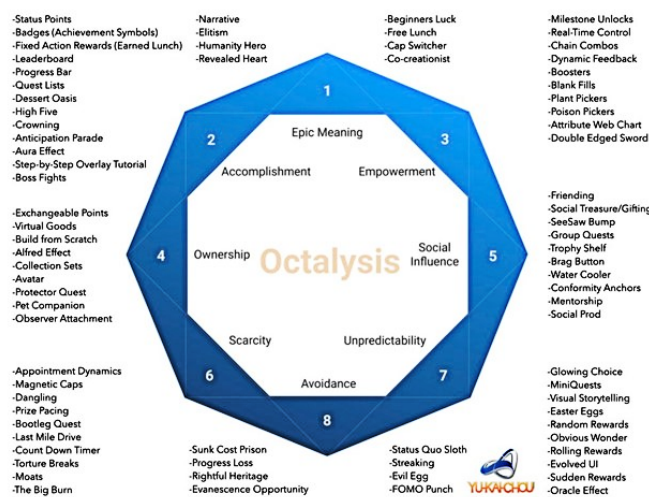 -Status Points
-Badges (Achievement Symbols)
-Fixed Action Rewards (Earned Lunch)
-Leaderboard
-Progress Bar
-Quest Lists
-Dessert Oasis
-High Five
-Crowning
-Anticipation Parade
-Aura Effect
-Step-by-Step Overlay Tutorial
-Boss Fights
-Narrative
-Elitism
-Humanity Hero
-Revealed Heart
-Beginners Luck
-Free Lunch
-Cap Switcher
-Co-creationist
-Milestone Unlocks
-Real-Time Control
-Chain Combos
-Dynamic Feedback
-Boosters
-Blank Fills
-Plant Pickers
-Poison Pickers
-Attribute Web Chart
-Double Edged Sword
1
Epic Meaning
2
Accomplishment
3
Empowerment
4
Ownership
Octalysis
Social
Influence
5
Scarcity
6
Unpredictability
7
Avoidance
8
-Exchangeable Points
-Virtual Goods
-Build from Scratch
-Alfred Effect
-Collection Sets
-Avatar
-Protector Quest
-Pet Companion
-Observer Attachment
-Friending
-Social Treasure/Gifting
-SeeSaw Bump
-Group Quests
-Trophy Shelf
-Brag Button
-Water Cooler
-Conformity Anchors
-Mentorship
-Social Prod
-Appointment Dynamics
-Magnetic Caps
-Dangling
-Prize Pacing
-Bootleg Quest
-Last Mile Drive
-Count Down Timer
-Torture Breaks
-Moats
-The Big Burn
-Sunk Cost Prison
-Progress Loss
-Rightful Heritage
-Evanescence Opportunity
-Status Quo Sloth
-Streaking
-Evil Egg
-FOMO Punch
YU-KAI CHOU
-Glowing Choice
-MiniQuests
-Visual Storytelling
-Easter Eggs
-Random Rewards
-Obvious Wonder
-Rolling Rewards
-Evolved UI
-Sudden Rewards
-Oracle Effect